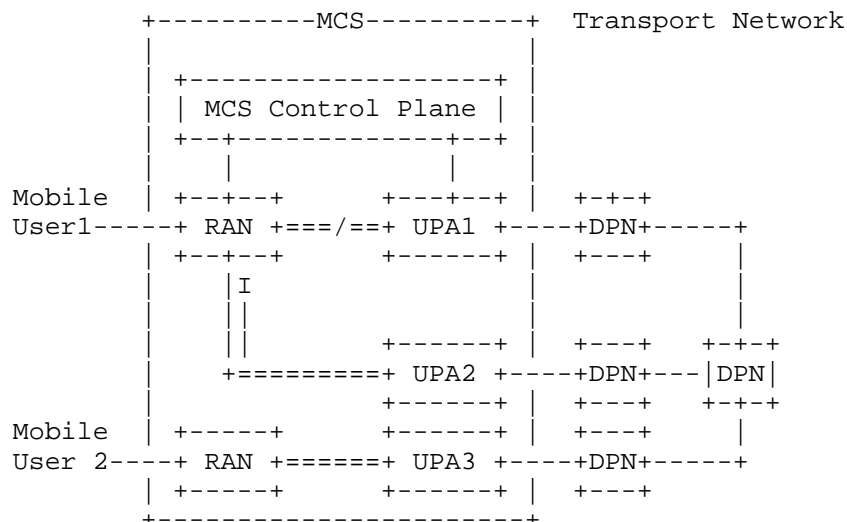 MCS Transport Network
MCS Control Plane
Mobile
User1 RAN / UPA1 DPN
I
UPA2 DPN DPN
Mobile
User 2 RAN UPA3 DPN